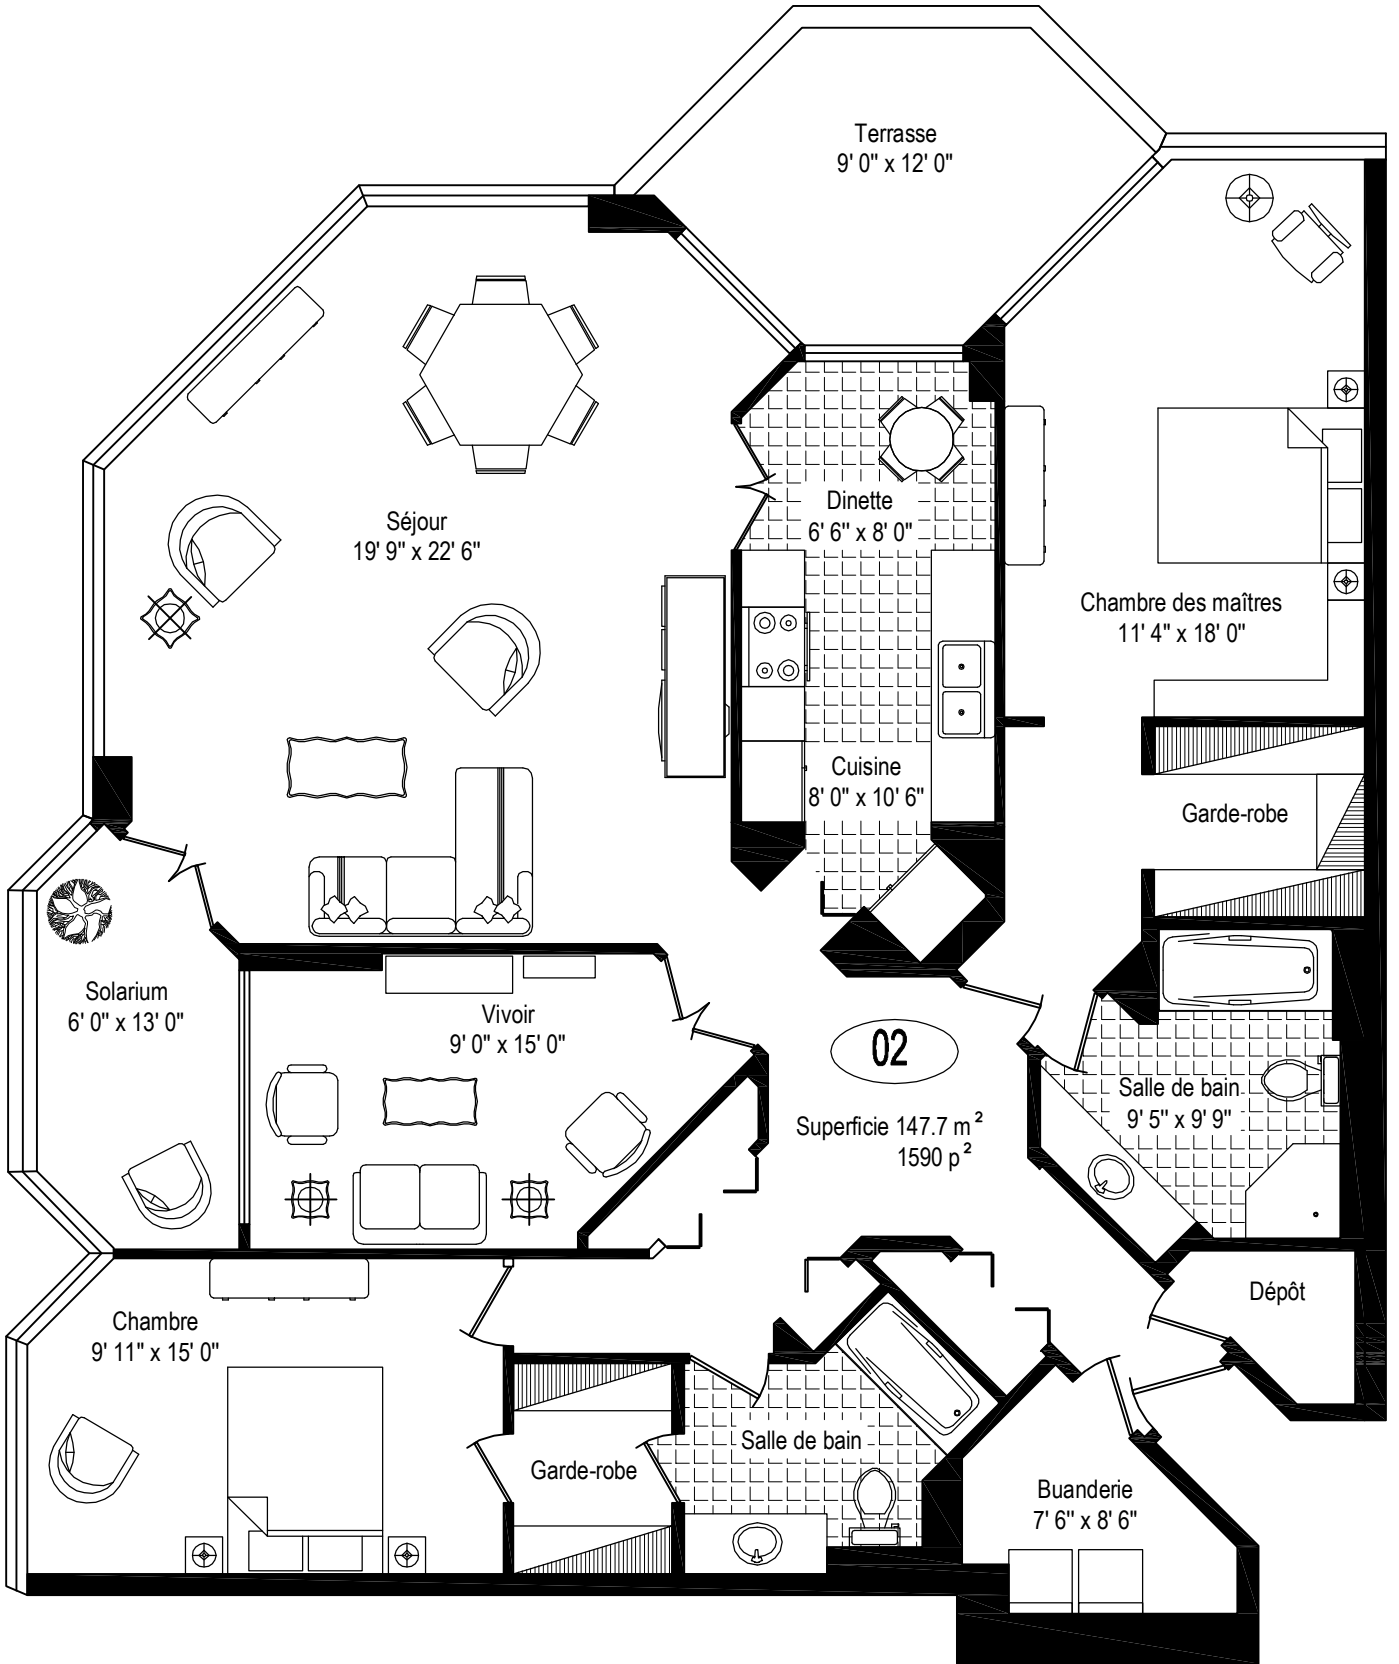 Terrasse
9' 0" x 12' 0"
Séjour
19' 9" x 22' 6"
Dinette
6' 6" x 8' 0"
Chambre des maîtres
11' 4" x 18' 0"
Cuisine
8' 0" x 10' 6"
Garde-robe
Solarium
6' 0" x 13' 0"
Vivoir
9' 0" x 15' 0"
02
Superficie 147.7 m²
1590 p²
Salle de bain
9' 5" x 9' 9"
Dépôt
Chambre
9' 11" x 15' 0"
Garde-robe
Salle de bain
Buanderie
7' 6" x 8' 6"